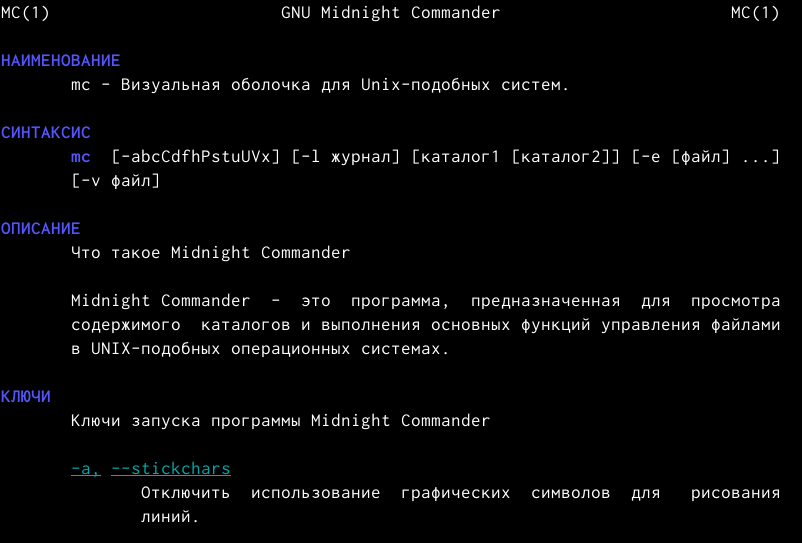 MC(1) GNU Midnight Commander MC(1)
НАИМЕНОВАНИЕ
mc - Визуальная оболочка для Unix-подобных систем.
СИНТАКСИС
mc [-abcCdfhPstuUVx] [-l журнал] [каталог1 [каталог2]] [-e [файл] ...]
[-v файл]
ОПИСАНИЕ
Что такое Midnight Commander
Midnight Commander - это программа, предназначенная для просмотра
содержимого каталогов и выполнения основных функций управления файлами
в UNIX-подобных операционных системах.
КЛЮЧИ
Ключи запуска программы Midnight Commander
-a, --stickchars
Отключить использование графических символов для рисования
линий.